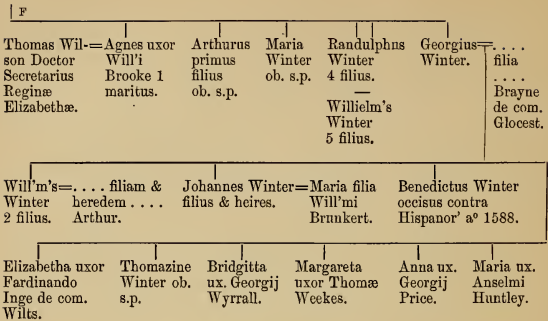 F
Thomas Wil-=Agnes uxor
son Doctor Will'i
Secretarius Brooke 1
Reginæ maritus.
Elizabethæ.
Arthurus
primus
filius
ob. s.p.
Maria
Winter
ob. s.p.
Randulphus
Winter
4 filius.
—
Willielm's
Winter
5 filius.
Georgius=. . . .
Winter. filia
. . . .
Brayne
de com.
Glocest.
Will'm's=. . . . filiam &
Winter heredem . . . .
2 filius. Arthur.
Johannes Winter=Maria filia
filius & heires. Will'mi
Brunkert.
Benedictus Winter
occisus contra
Hispanor' aº 1588.
Elizabetha uxor
Fardinando
Inge de com.
Wilts.
Thomazine
Winter ob.
s.p.
Bridgitta
ux. Georgij
Wyrrall.
Margareta
uxor Thomæ
Weekes.
Anna ux.
Georgij
Price.
Maria ux.
Anselmi
Huntley.